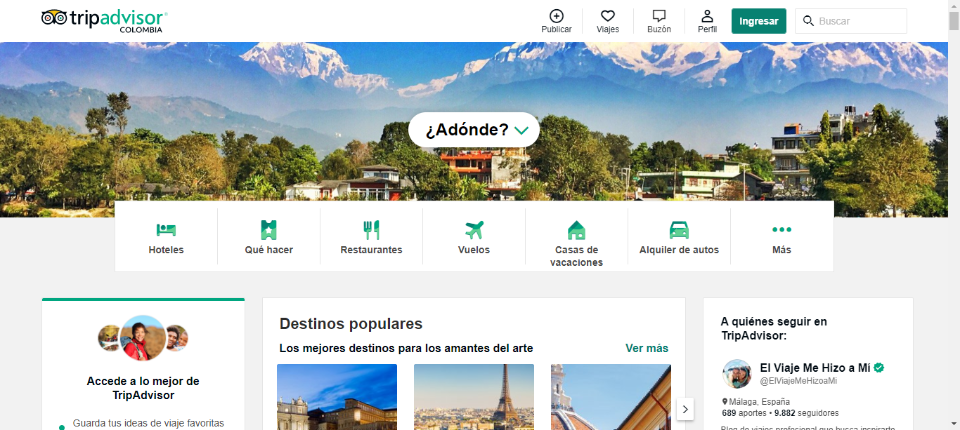 tripadvisor®
COLOMBIA
Publicar
Viajes
Buzón
Perfil
Ingresar
Buscar
¿Adónde?
Hoteles
Qué hacer
Restaurantes
Vuelos
Casas de
vacaciones
Alquiler de autos
Más
Accede a lo mejor de
TripAdvisor
Guarda tus ideas de viaje favoritas
Destinos populares
Los mejores destinos para los amantes del arte
Ver más
A quiénes seguir en
TripAdvisor:
El Viaje Me Hizo a Mí
@ElViajeMeHizoaMi
Málaga, España
689 aportes • 9.882 seguidores
Blog de viajes profesional que busca inspirarte